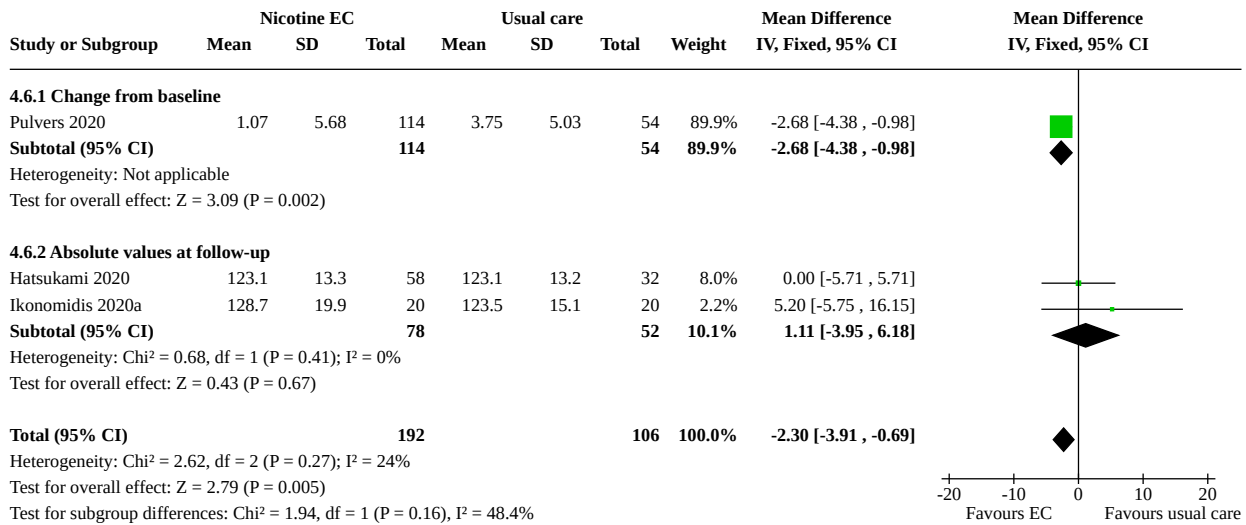 Nicotine EC Usual care Mean Difference Mean Difference
Study or Subgroup Mean SD Total Mean SD Total Weight IV, Fixed, 95% CI IV, Fixed, 95% CI
4.6.1 Change from baseline
Pulvers 2020 1.07 5.68 114 3.75 5.03 54 89.9% -2.68 [-4.38 , -0.98]
Subtotal (95% CI) 114 54 89.9% -2.68 [-4.38 , -0.98]
Heterogeneity: Not applicable
Test for overall effect: Z = 3.09 (P = 0.002)
4.6.2 Absolute values at follow-up
Hatsukami 2020 123.1 13.3 58 123.1 13.2 32 8.0% 0.00 [-5.71 , 5.71]
Ikonomidis 2020a 128.7 19.9 20 123.5 15.1 20 2.2% 5.20 [-5.75 , 16.15]
Subtotal (95% CI) 78 52 10.1% 1.11 [-3.95 , 6.18]
Heterogeneity: Chi² = 0.68, df = 1 (P = 0.41); I² = 0%
Test for overall effect: Z = 0.43 (P = 0.67)
Total (95% CI) 192 106 100.0% -2.30 [-3.91 , -0.69]
Heterogeneity: Chi² = 2.62, df = 2 (P = 0.27); I² = 24%
Test for overall effect: Z = 2.79 (P = 0.005)
Test for subgroup differences: Chi² = 1.94, df = 1 (P = 0.16), I² = 48.4%
-20 -10 0 10 20
Favours EC Favours usual care